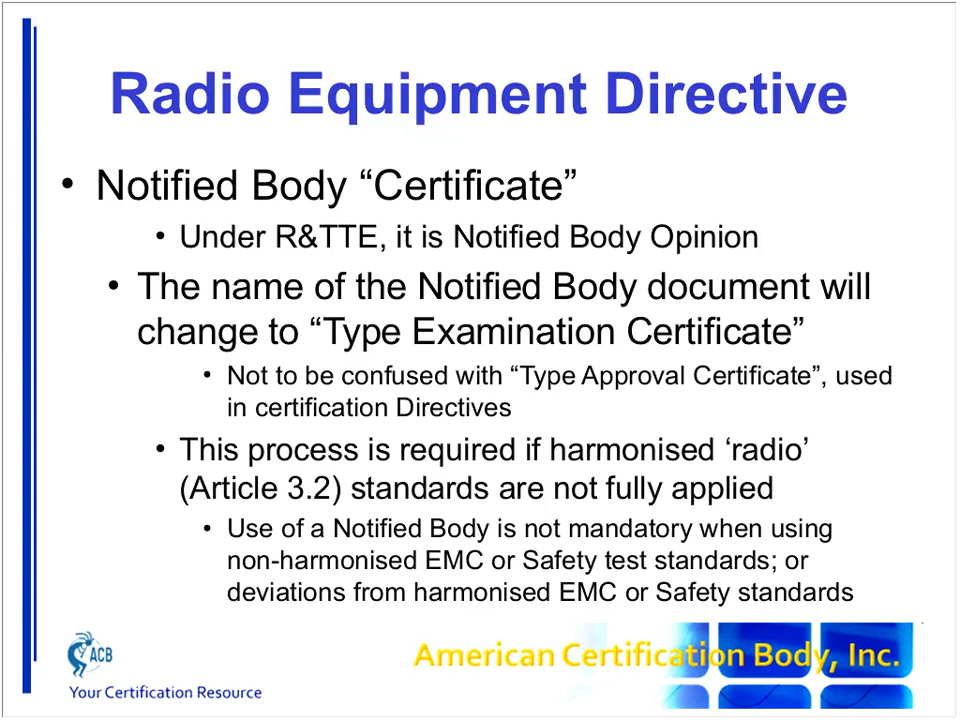 Radio Equipment Directive
• Notified Body “Certificate”
• Under R&TTE, it is Notified Body Opinion
• The name of the Notified Body document will
change to “Type Examination Certificate”
• Not to be confused with “Type Approval Certificate”, used
in certification Directives
• This process is required if harmonised ‘radio’
(Article 3.2) standards are not fully applied
• Use of a Notified Body is not mandatory when using
non-harmonised EMC or Safety test standards; or
deviations from harmonised EMC or Safety standards
ACB
American Certification Body, Inc.
Your Certification Resource